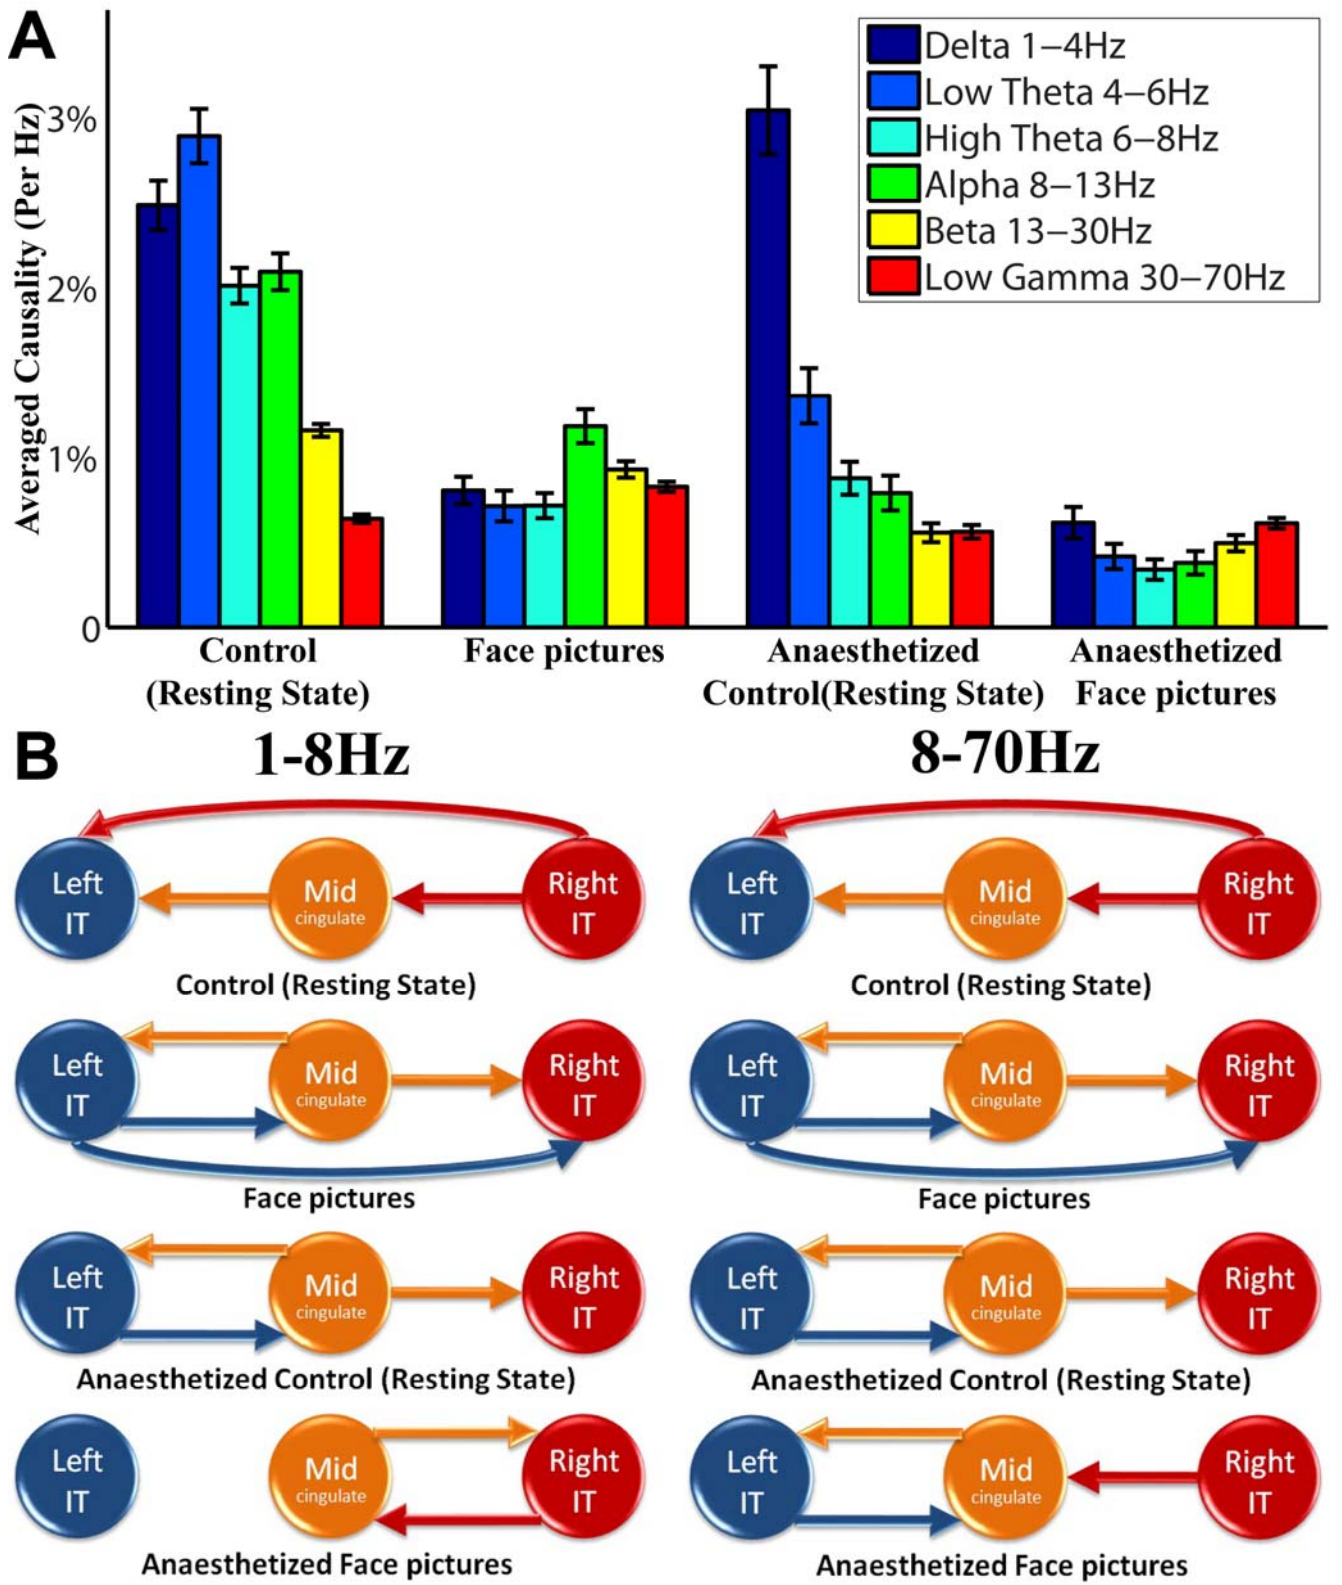 A
Averaged Causality (Per Hz)
3%
2%
1%
0
Delta 1–4Hz
Low Theta 4–6Hz
High Theta 6–8Hz
Alpha 8–13Hz
Beta 13–30Hz
Low Gamma 30–70Hz
Control
(Resting State)
Face pictures
Anaesthetized
Control(Resting State)
Anaesthetized
Face pictures
B
1-8Hz
8-70Hz
Left
IT
Mid
cingulate
Right
IT
Control (Resting State)
Left
IT
Mid
cingulate
Right
IT
Control (Resting State)
Left
IT
Mid
cingulate
Right
IT
Face pictures
Left
IT
Mid
cingulate
Right
IT
Face pictures
Left
IT
Mid
cingulate
Right
IT
Anaesthetized Control (Resting State)
Left
IT
Mid
cingulate
Right
IT
Anaesthetized Control (Resting State)
Left
IT
Mid
cingulate
Right
IT
Anaesthetized Face pictures
Left
IT
Mid
cingulate
Right
IT
Anaesthetized Face pictures